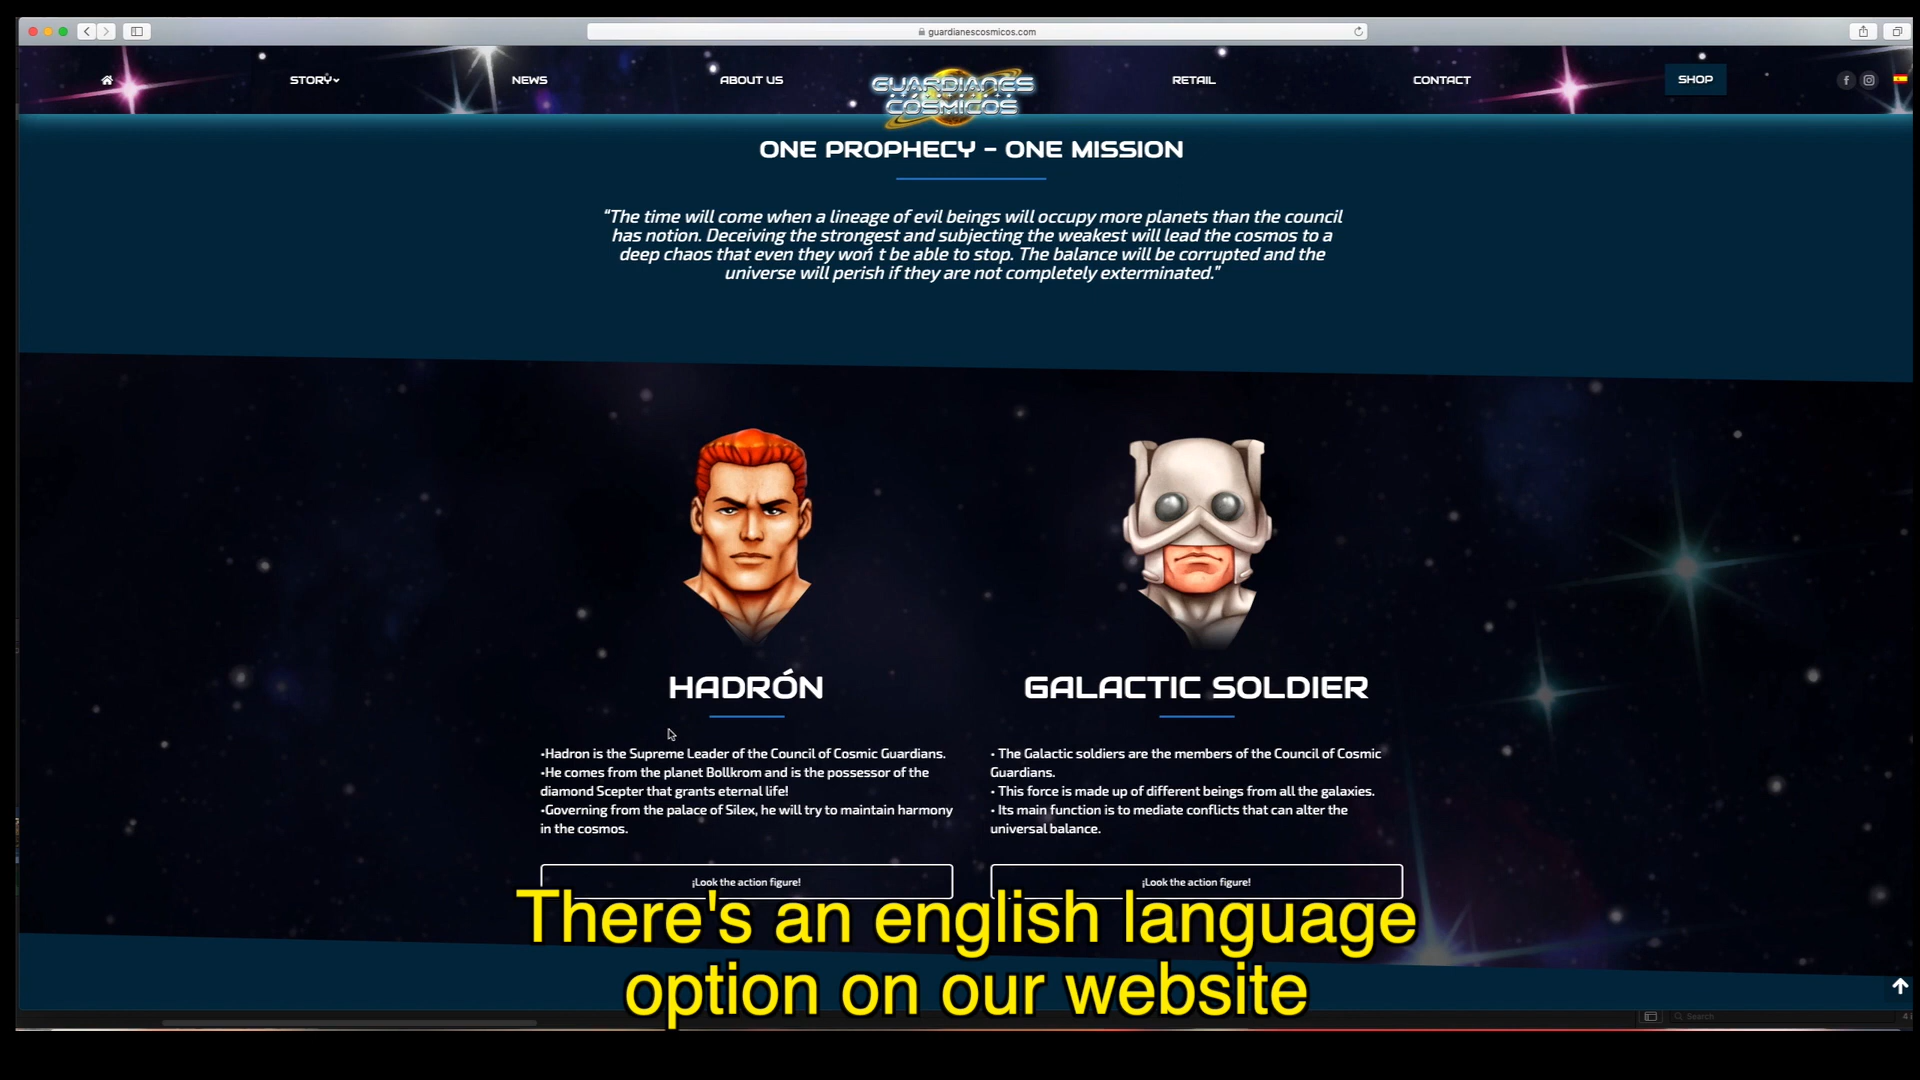 guardianescosmicos.com
STORY
NEWS
ABOUT US
GUARDIANES
CÓSMICOS
RETAIL
CONTACT
SHOP
ONE PROPHECY - ONE MISSION
"The time will come when a lineage of evil beings will occupy more planets than the council
has notion. Deceiving the strongest and subjecting the weakest will lead the cosmos to a
deep chaos that even they won´t be able to stop. The balance will be corrupted and the
universe will perish if they are not completely exterminated."
HADRÓN
•Hadron is the Supreme Leader of the Council of Cosmic Guardians.
•He comes from the planet Bollkrom and is the possessor of the
diamond Scepter that grants eternal life!
•Governing from the palace of Silex, he will try to maintain harmony
in the cosmos.
¡Look the action figure!
GALACTIC SOLDIER
• The Galactic soldiers are the members of the Council of Cosmic
Guardians.
• This force is made up of different beings from all the galaxies.
• Its main function is to mediate conflicts that can alter the
universal balance.
¡Look the action figure!
There's an english language
option on our website
Search